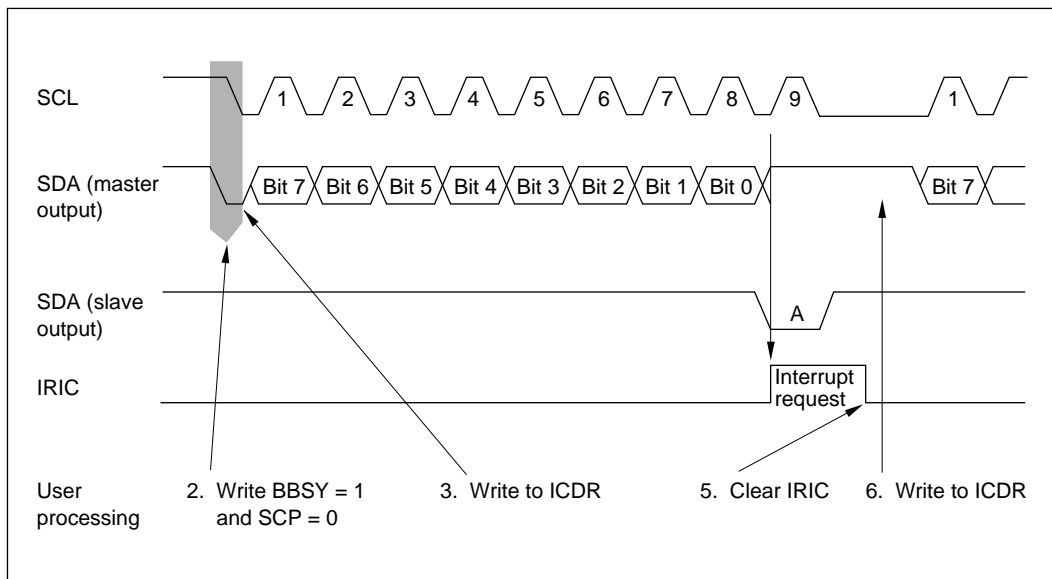 SCL
1 2 3 4 5 6 7 8 9 1
SDA (master
output)
Bit 7 Bit 6 Bit 5 Bit 4 Bit 3 Bit 2 Bit 1 Bit 0 Bit 7
SDA (slave
output)
A
IRIC
Interrupt
request
User
processing
2. Write BBSY = 1
and SCP = 0
3. Write to ICDR
5. Clear IRIC
6. Write to ICDR